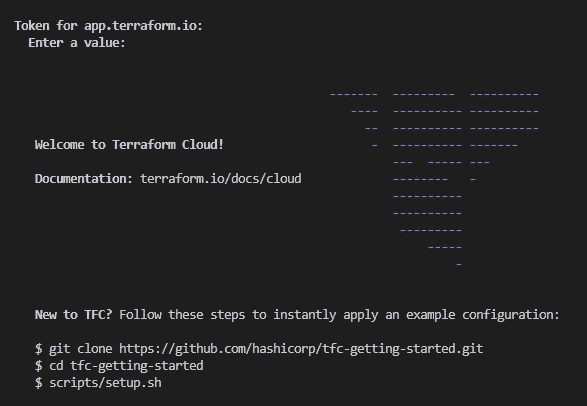 Token for app.terraform.io:
Enter a value:
------- --------- ----------
---- ---------- ----------
-- ---------- ----------
Welcome to Terraform Cloud! - ---------- -------
--- ----- ---
Documentation: terraform.io/docs/cloud -------- -
----------
----------
---------
-----
-
New to TFC? Follow these steps to instantly apply an example configuration:
$ git clone https://github.com/hashicorp/tfc-getting-started.git
$ cd tfc-getting-started
$ scripts/setup.sh